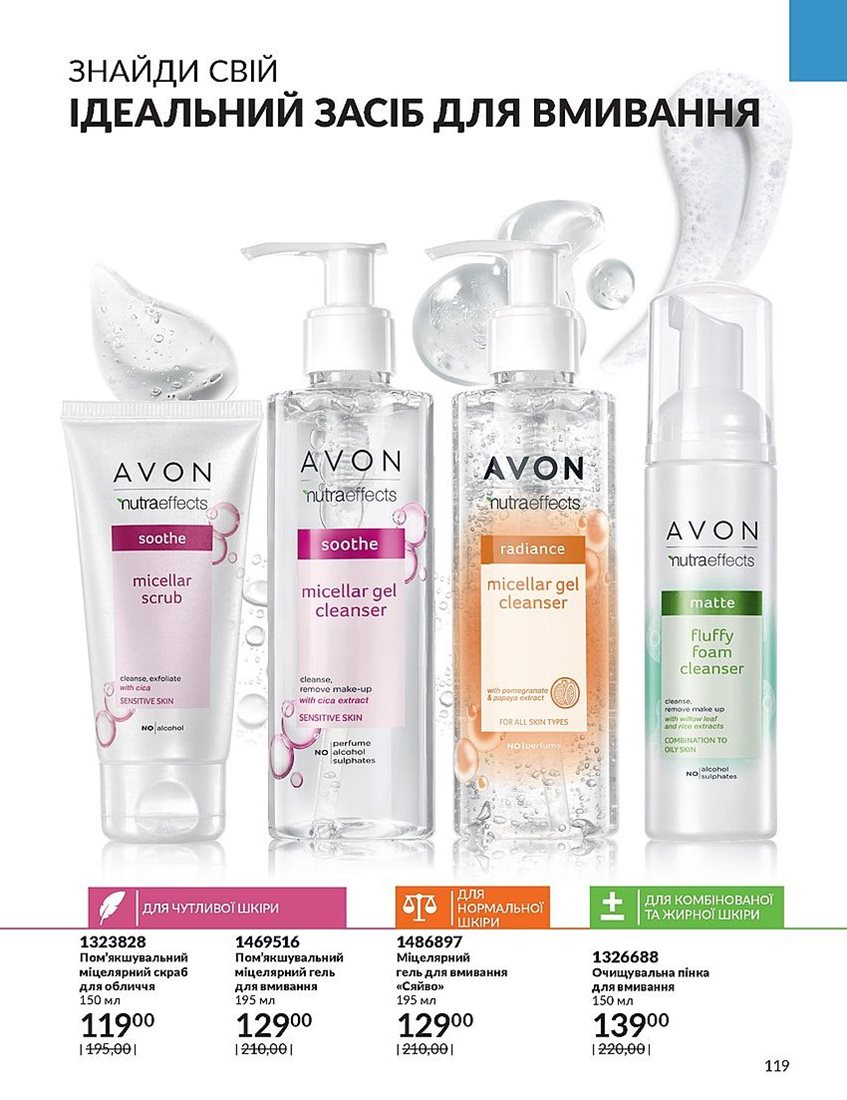 ЗНАЙДИ СВІЙ
ІДЕАЛЬНИЙ ЗАСІБ ДЛЯ ВМИВАННЯ
AVON
nutraeffects
soothe
micellar
scrub
cleanse, exfoliate
with cica
SENSITIVE SKIN
NO alcohol
AVON
nutraeffects
soothe
micellar gel
cleanser
cleanse,
remove make-up
with cica extract
SENSITIVE SKIN
NO perfume
alcohol
sulphates
AVON
nutraeffects
radiance
micellar gel
cleanser
with pomegranate
& papaya extract
FOR ALL SKIN TYPES
NO perfume
AVON
nutraeffects
matte
fluffy
foam
cleanser
cleanse,
remove make up
with willow leaf
and rice extracts
COMBINATION TO
OILY SKIN
NO alcohol
sulphates
ДЛЯ ЧУТЛИВОЇ ШКІРИ
1323828
Пом’якшувальний
міцелярний скраб
для обличчя
150 мл
11900
|195,00|
1469516
Пом’якшувальний
міцелярний гель
для вмивання
195 мл
12900
|210,00|
ДЛЯ
НОРМАЛЬНОЇ
ШКІРИ
1486897
Міцелярний
гель для вмивання
«Сяйво»
195 мл
12900
|210,00|
± ДЛЯ КОМБІНОВАНОЇ
ТА ЖИРНОЇ ШКІРИ
1326688
Очищувальна пінка
для вмивання
150 мл
13900
|220,00|
119